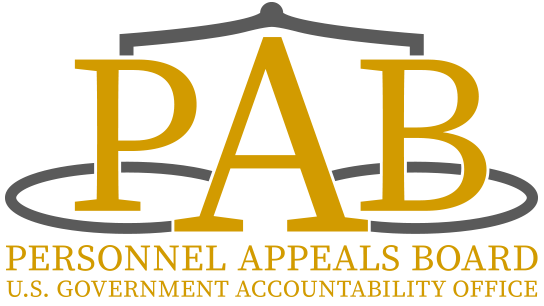 PAB
PERSONNEL APPEALS BOARD
U.S. GOVERNMENT ACCOUNTABILITY OFFICE